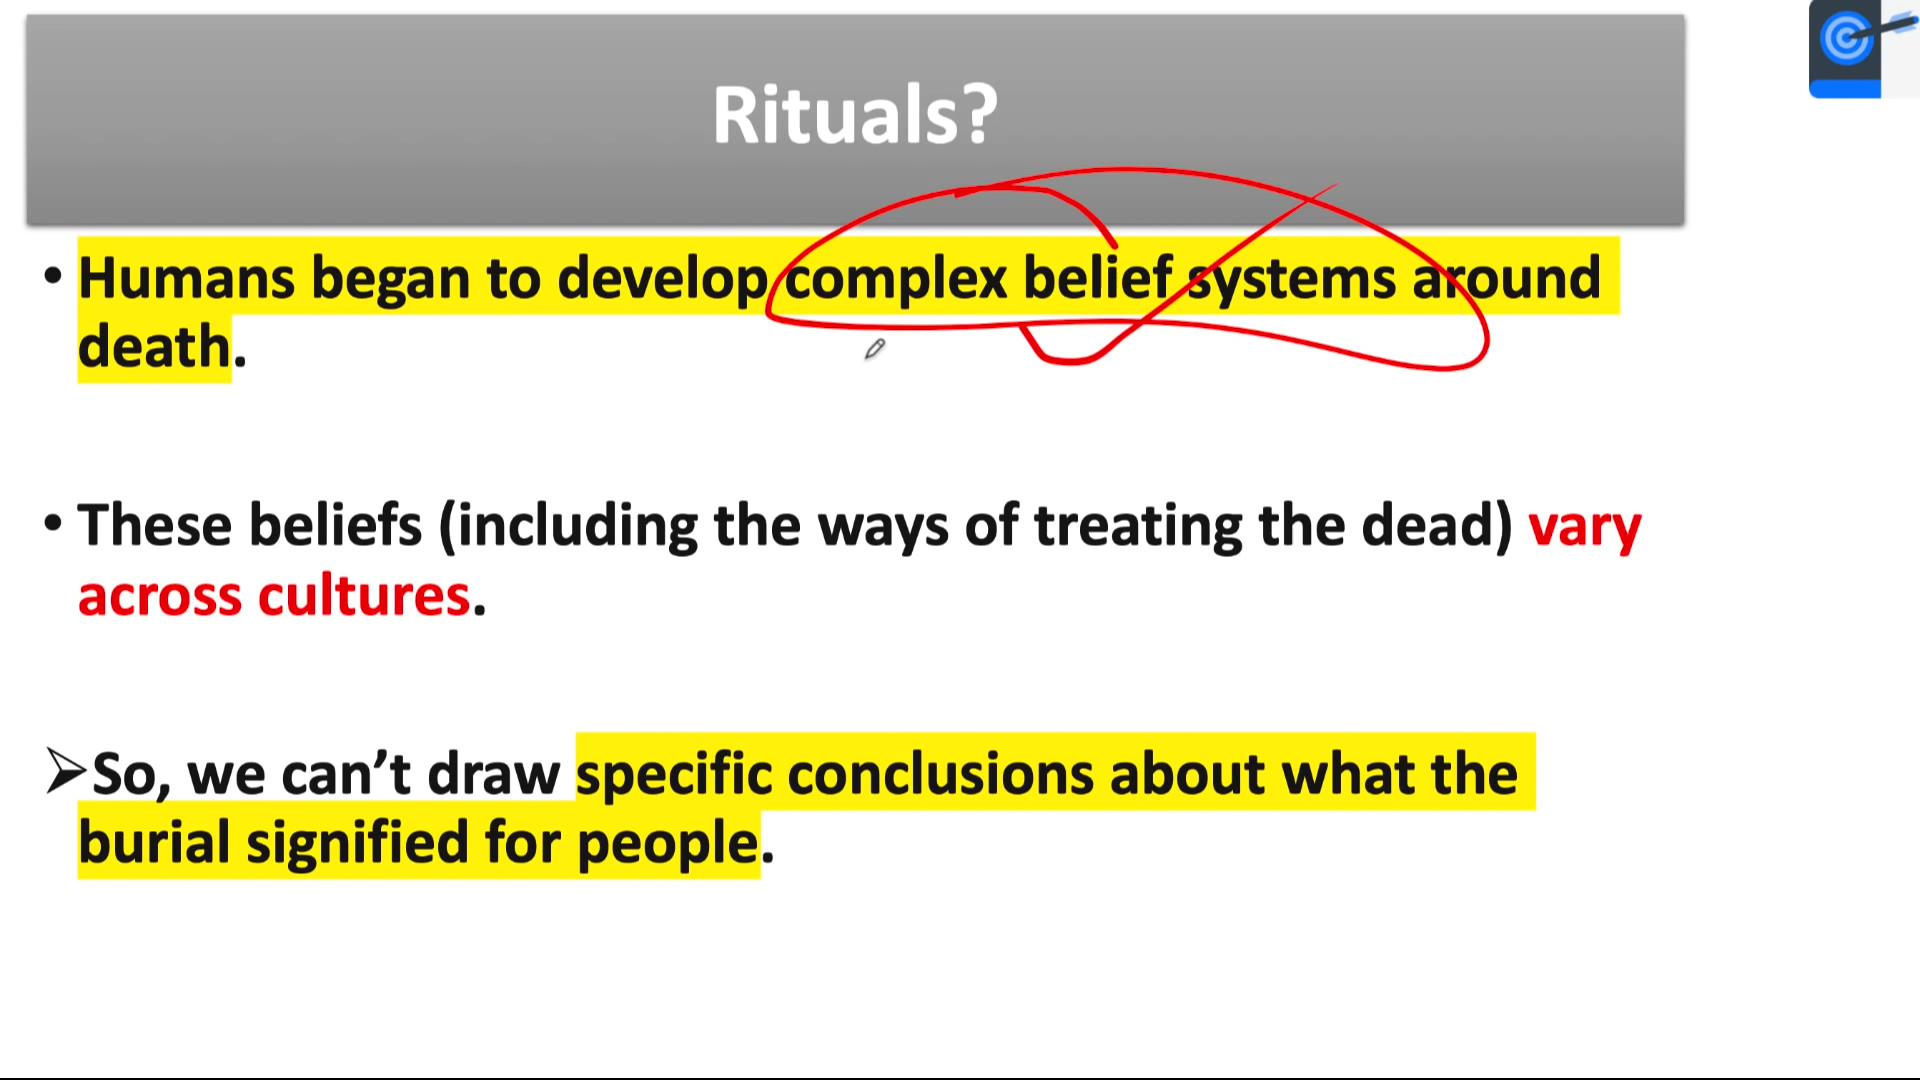 Rituals?
• Humans began to develop complex belief systems around
death.
• These beliefs (including the ways of treating the dead) vary
across cultures.
➢So, we can’t draw specific conclusions about what the
burial signified for people.